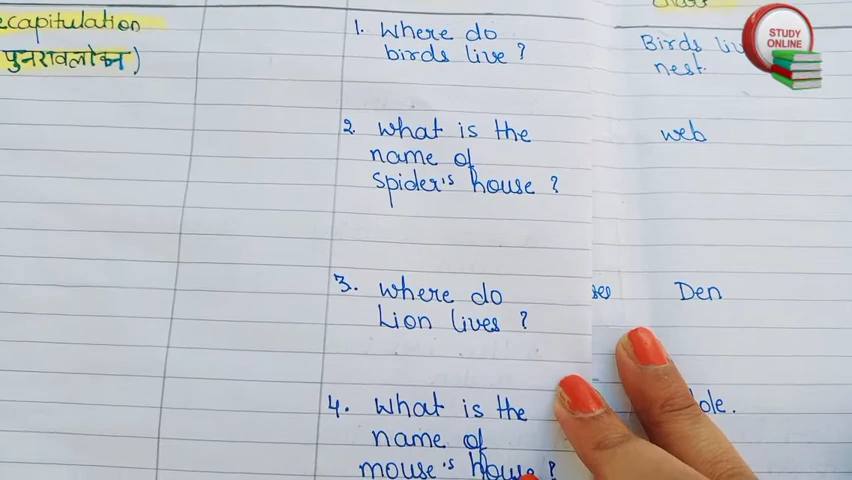 ecapitulation
पुनरावलोकन)
1. Where do
birds live ?
2. What is the
name of
spider's house ?
3. Where do
Lion lives ?
4. What is the
name of
mouse's house ?
Birds
nest.
web
Den
STUDY
ONLINE